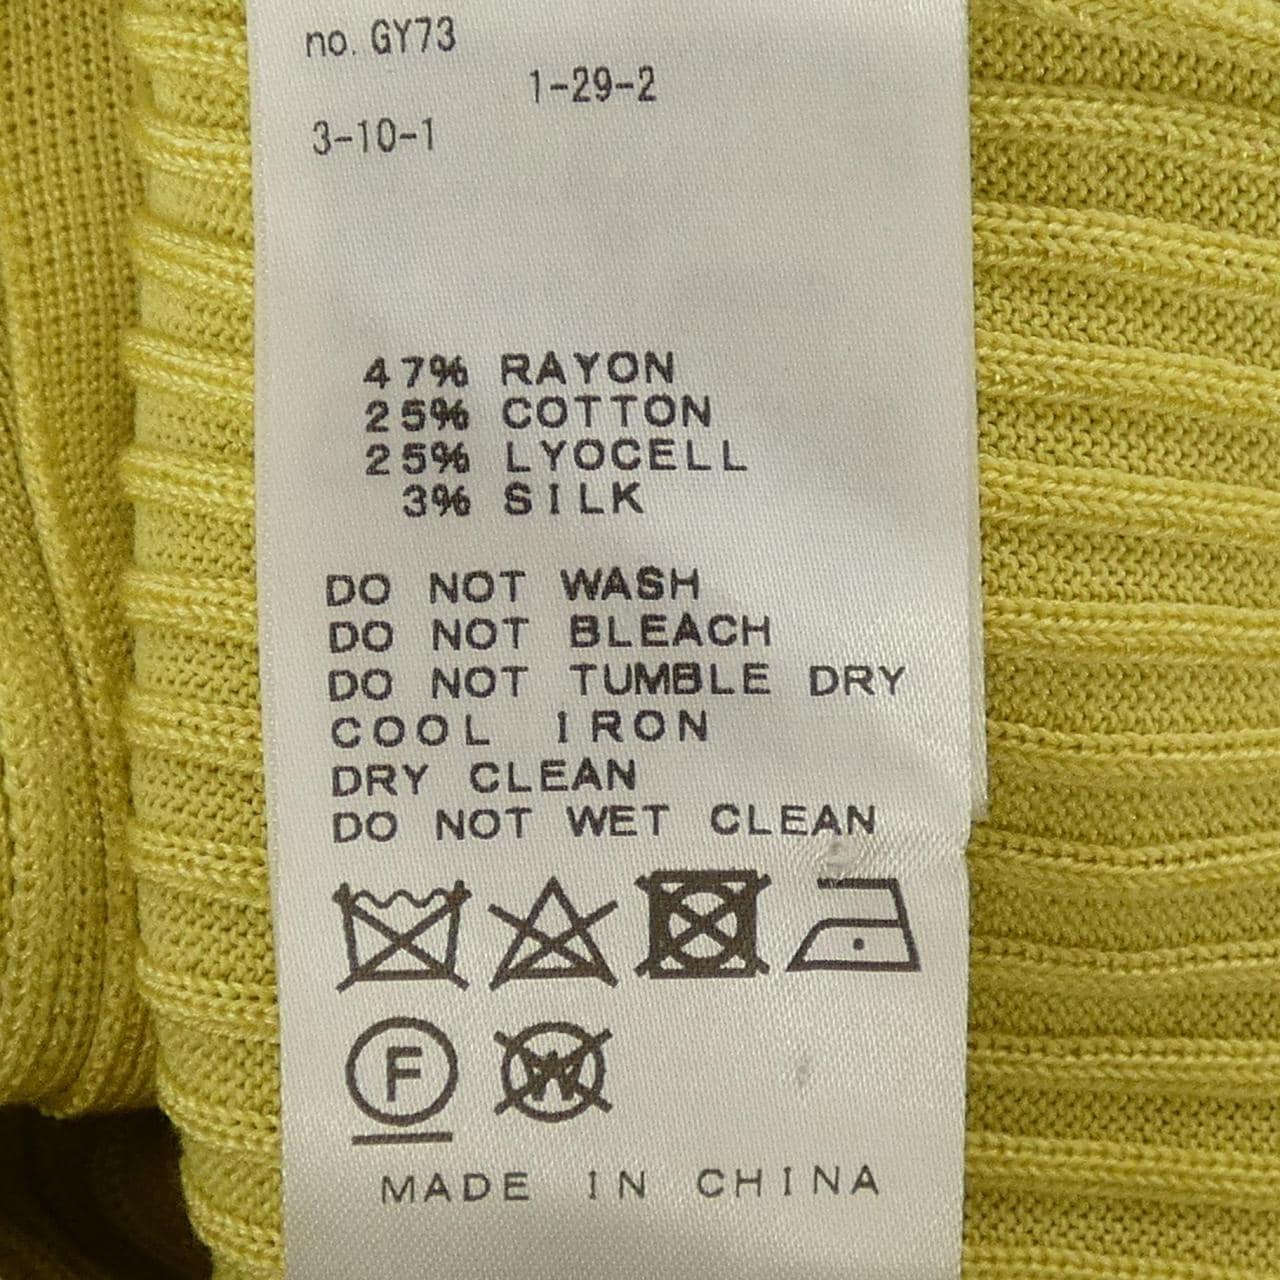 no. GY73
1-29-2
3-10-1
47% RAYON
25% COTTON
25% LYOCELL
3% SILK
DO NOT WASH
DO NOT BLEACH
DO NOT TUMBLE DRY
COOL IRON
DRY CLEAN
DO NOT WET CLEAN
F W
MADE IN CHINA